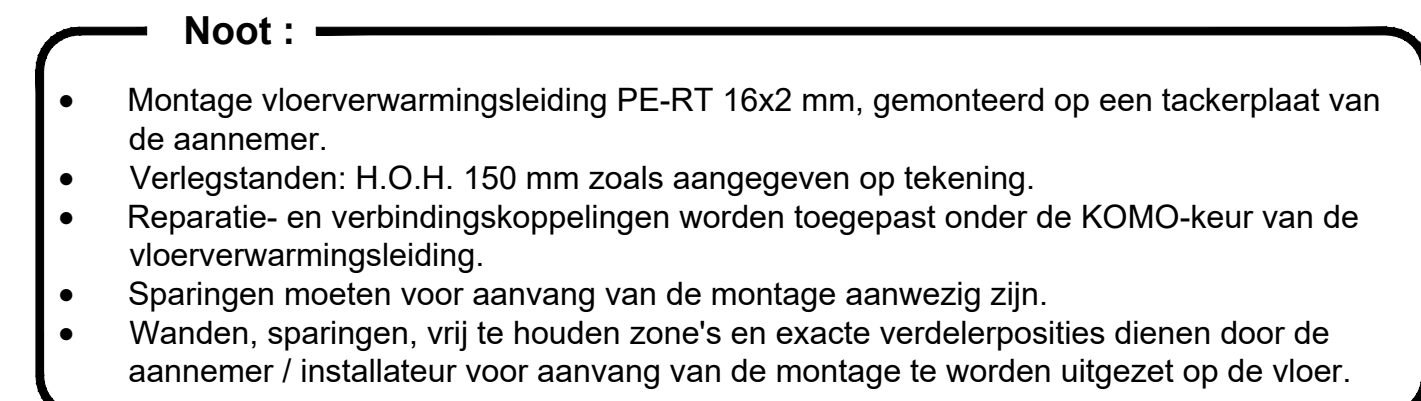 Noot :
• Montage vloerverwarmingsleiding PE-RT 16x2 mm, gemonteerd op een tackerplaat van
de aannemer.
• Verlegstanden: H.O.H. 150 mm zoals aangegeven op tekening.
• Reparatie- en verbindingskoppelingen worden toegepast onder de KOMO-keur van de
vloerverwarmingsleiding.
• Sparingen moeten voor aanvang van de montage aanwezig zijn.
• Wanden, sparingen, vrij te houden zone's en exacte verdelerposities dienen door de
aannemer / installateur voor aanvang van de montage te worden uitgezet op de vloer.